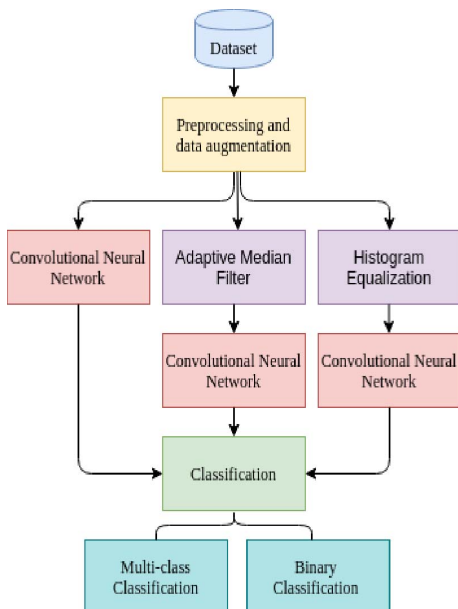 Dataset
Preprocessing and
data augmentation
Convolutional Neural
Network
Adaptive Median
Filter
Histogram
Equalization
Convolutional Neural
Network
Convolutional Neural
Network
Classification
Multi-class
Classification
Binary
Classification